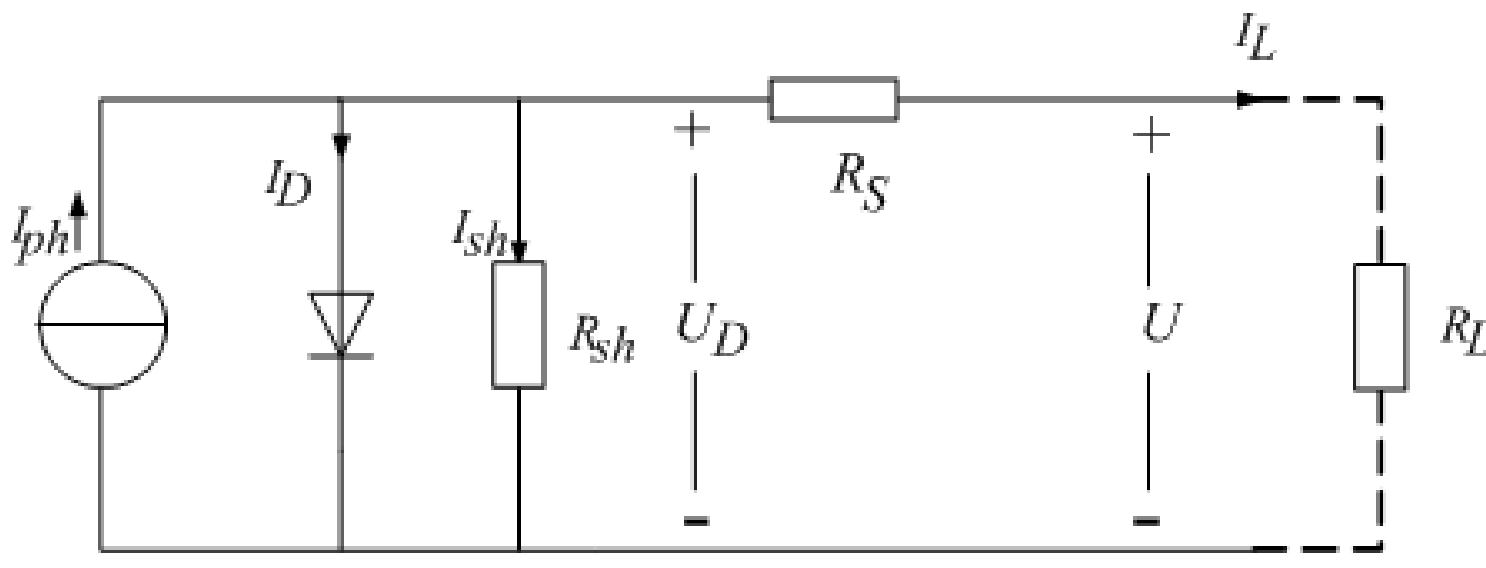 I_L
+
+
R_S
I_D
I_ph
I_sh
R_sh
U_D
U
R_L
-
-